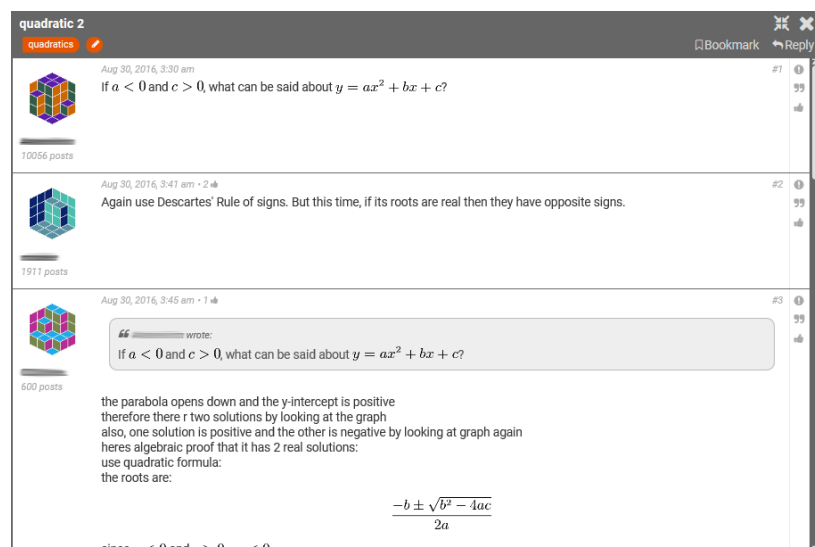 quadratic 2
quadratics
Bookmark Reply
Aug 30, 2016, 3:30 am #1
If a < 0 and c > 0, what can be said about y = ax² + bx + c?
10056 posts
Aug 30, 2016, 3:41 am • 2 #2
Again use Descartes' Rule of signs. But this time, if its roots are real then they have opposite signs.
1911 posts
Aug 30, 2016, 3:45 am • 1 #3
wrote:
If a < 0 and c > 0, what can be said about y = ax² + bx + c?
600 posts
the parabola opens down and the y-intercept is positive
therefore there r two solutions by looking at the graph
also, one solution is positive and the other is negative by looking at graph again
heres algebraic proof that it has 2 real solutions:
use quadratic formula:
the roots are:
−b ± √b² − 4ac
2a